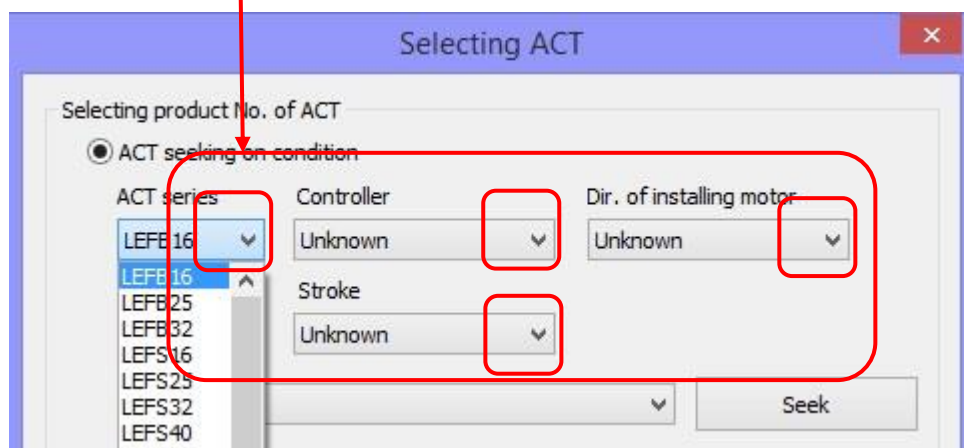 Selecting ACT
Selecting product No. of ACT
ACT seeking on condition
ACT series
Controller
Dir. of installing motor
LEFB16
Unknown
Unknown
LEFB16
LEFB25
LEFB32
LEFS16
LEFS25
LEFS32
LEFS40
Stroke
Unknown
Seek